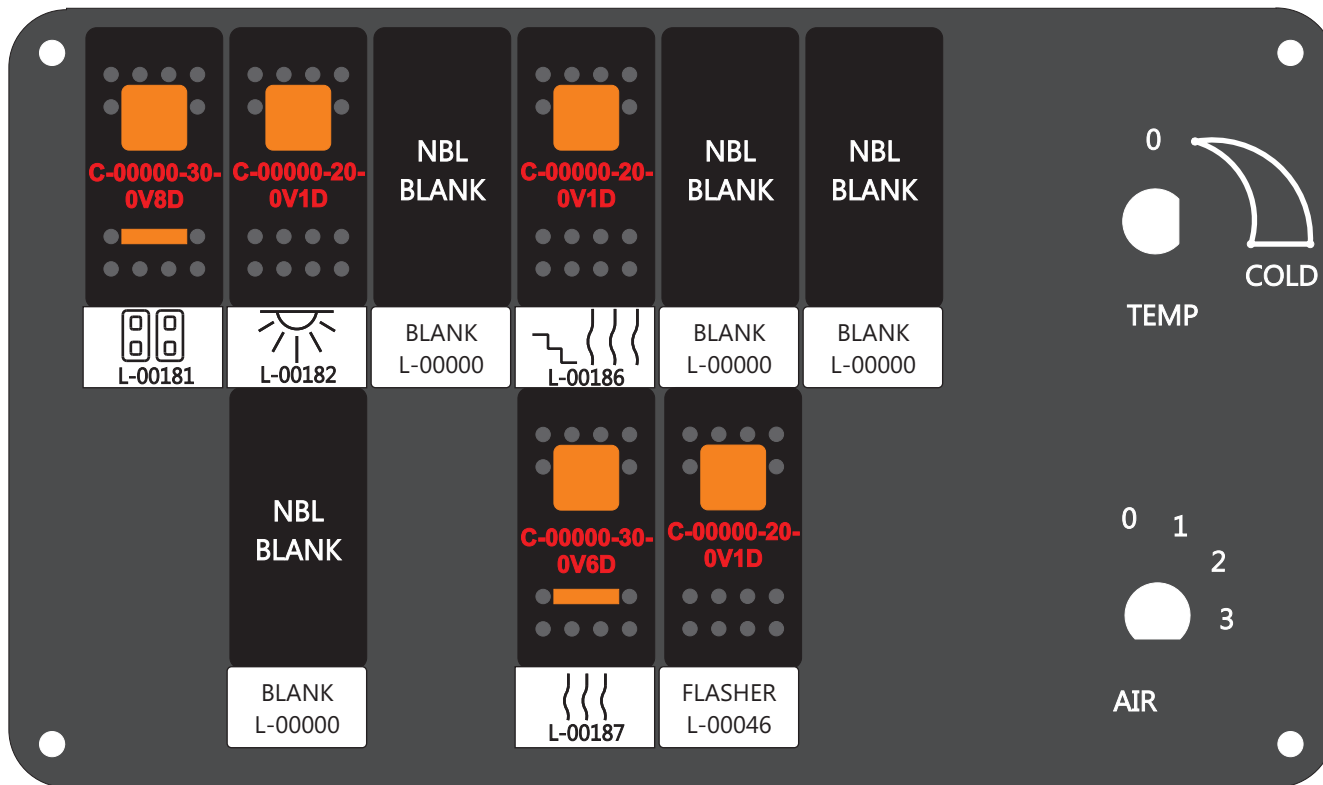 C-00000-30-
0V8D
C-00000-20-
0V1D
NBL
BLANK
C-00000-20-
0V1D
NBL
BLANK
NBL
BLANK
0
COLD
TEMP
L-00181
L-00182
BLANK
L-00000
L-00186
BLANK
L-00000
BLANK
L-00000
NBL
BLANK
C-00000-30-
0V6D
C-00000-20-
0V1D
0
1
2
3
AIR
BLANK
L-00000
L-00187
FLASHER
L-00046